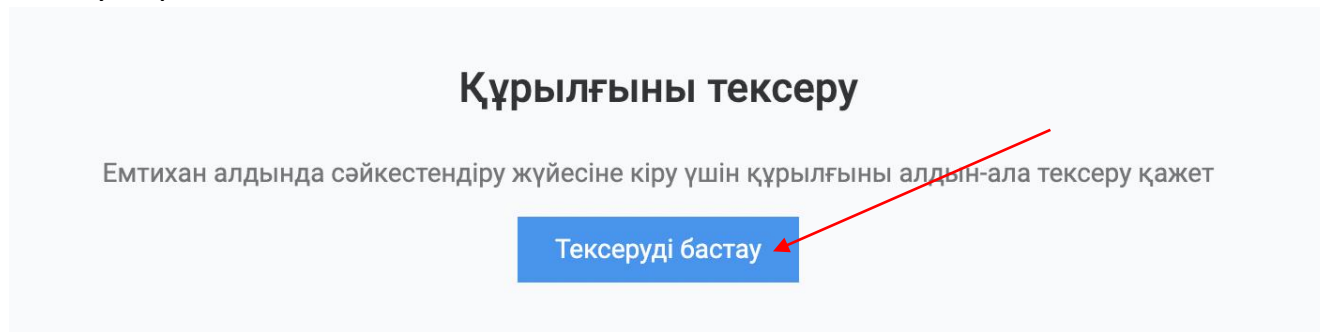 Құрылғыны тексеру
Емтихан алдында сәйкестендіру жүйесіне кіру үшін құрылғыны алдын-ала тексеру қажет
Тексеруді бастау